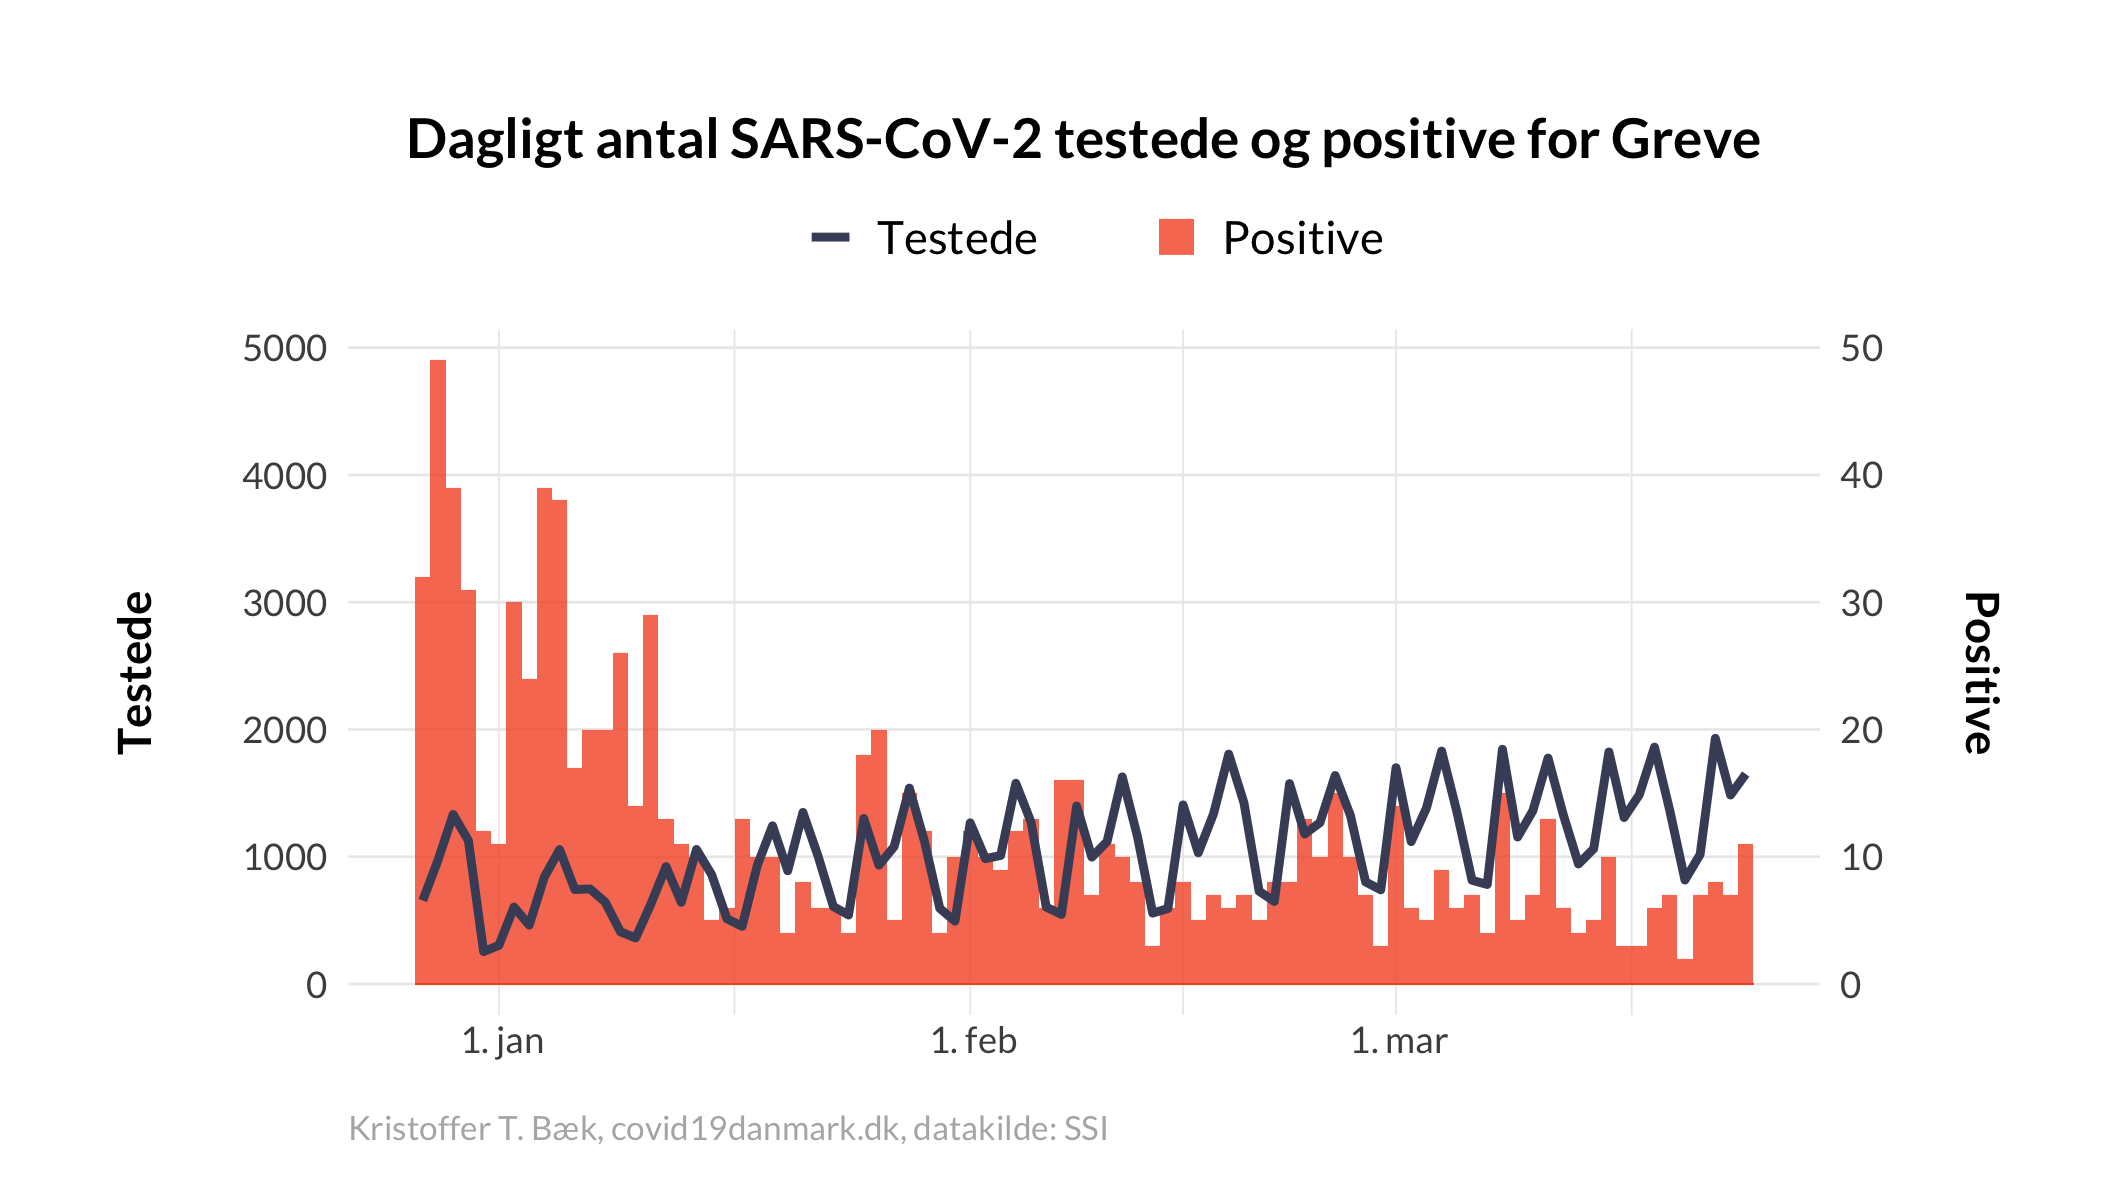 Dagligt antal SARS-CoV-2 testede og positive for Greve
Testede
Positive
5000
4000
3000
2000
1000
0
Testede
50
40
30
20
10
0
Positive
1. jan
1. feb
1. mar
Kristoffer T. Bæk, covid19danmark.dk, datakilde: SSI